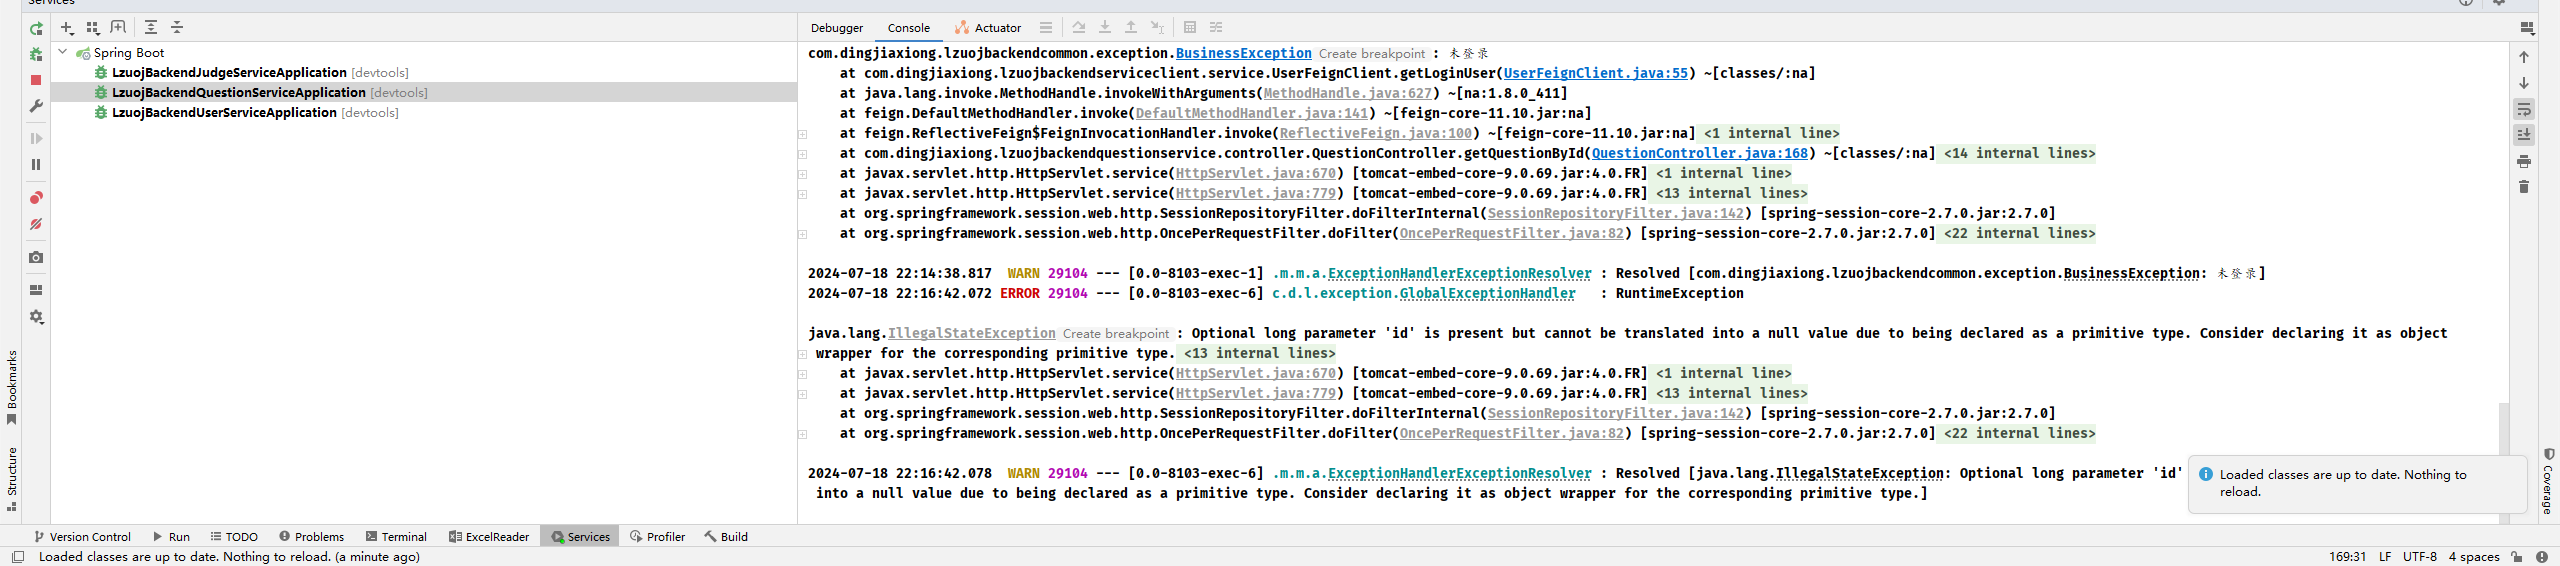 Services
Debugger Console Actuator
Spring Boot
LzuojBackendJudgeServiceApplication [devtools]
LzuojBackendQuestionServiceApplication [devtools]
LzuojBackendUserServiceApplication [devtools]
com.dingjiaxiong.lzuojbackendcommon.exception.BusinessException Create breakpoint : 未登录
at com.dingjiaxiong.lzuojbackendserviceclient.service.UserFeignClient.getLoginUser(UserFeignClient.java:55) ~[classes/:na]
at java.lang.invoke.MethodHandle.invokeWithArguments(MethodHandle.java:627) ~[na:1.8.0_411]
at feign.DefaultMethodHandler.invoke(DefaultMethodHandler.java:141) ~[feign-core-11.10.jar:na]
at feign.ReflectiveFeign$FeignInvocationHandler.invoke(ReflectiveFeign.java:100) ~[feign-core-11.10.jar:na] <1 internal line>
at com.dingjiaxiong.lzuojbackendquestionservice.controller.QuestionController.getQuestionById(QuestionController.java:168) ~[classes/:na] <14 internal lines>
at javax.servlet.http.HttpServlet.service(HttpServlet.java:670) [tomcat-embed-core-9.0.69.jar:4.0.FR] <1 internal line>
at javax.servlet.http.HttpServlet.service(HttpServlet.java:779) [tomcat-embed-core-9.0.69.jar:4.0.FR] <13 internal lines>
at org.springframework.session.web.http.SessionRepositoryFilter.doFilterInternal(SessionRepositoryFilter.java:142) [spring-session-core-2.7.0.jar:2.7.0]
at org.springframework.session.web.http.OncePerRequestFilter.doFilter(OncePerRequestFilter.java:82) [spring-session-core-2.7.0.jar:2.7.0] <22 internal lines>
2024-07-18 22:14:38.817 WARN 29104 --- [0.0-8103-exec-1] .m.m.a.ExceptionHandlerExceptionResolver : Resolved [com.dingjiaxiong.lzuojbackendcommon.exception.BusinessException: 未登录]
2024-07-18 22:16:42.072 ERROR 29104 --- [0.0-8103-exec-6] c.d.l.exception.GlobalExceptionHandler : RuntimeException
java.lang.IllegalStateException Create breakpoint : Optional long parameter 'id' is present but cannot be translated into a null value due to being declared as a primitive type. Consider declaring it as object
wrapper for the corresponding primitive type. <13 internal lines>
at javax.servlet.http.HttpServlet.service(HttpServlet.java:670) [tomcat-embed-core-9.0.69.jar:4.0.FR] <1 internal line>
at javax.servlet.http.HttpServlet.service(HttpServlet.java:779) [tomcat-embed-core-9.0.69.jar:4.0.FR] <13 internal lines>
at org.springframework.session.web.http.SessionRepositoryFilter.doFilterInternal(SessionRepositoryFilter.java:142) [spring-session-core-2.7.0.jar:2.7.0]
at org.springframework.session.web.http.OncePerRequestFilter.doFilter(OncePerRequestFilter.java:82) [spring-session-core-2.7.0.jar:2.7.0] <22 internal lines>
2024-07-18 22:16:42.078 WARN 29104 --- [0.0-8103-exec-6] .m.m.a.ExceptionHandlerExceptionResolver : Resolved [java.lang.IllegalStateException: Optional long parameter 'id'
into a null value due to being declared as a primitive type. Consider declaring it as object wrapper for the corresponding primitive type.]
Loaded classes are up to date. Nothing to
reload.
Bookmarks
Structure
Coverage
Version Control Run TODO Problems Terminal ExcelReader Services Profiler Build
Loaded classes are up to date. Nothing to reload. (a minute ago) 169:31 LF UTF-8 4 spaces